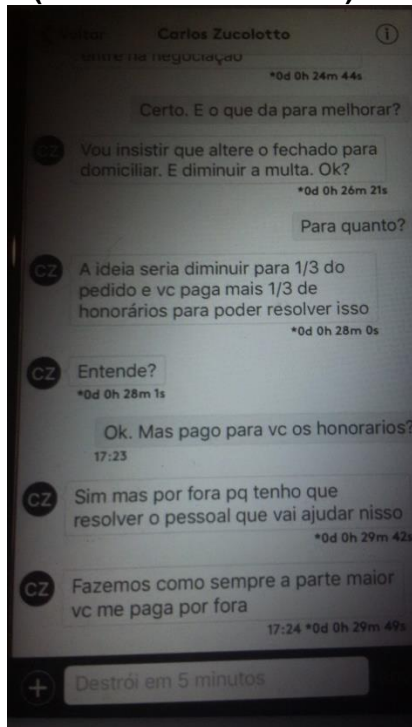 Voltar Carlos Zucolotto
entre na negociação
*0d 0h 24m 44s
Certo. E o que da para melhorar?
CZ Vou insistir que altere o fechado para
domiciliar. E diminuir a multa. Ok?
*0d 0h 26m 21s
Para quanto?
CZ A ideia seria diminuir para 1/3 do
pedido e vc paga mais 1/3 de
honorários para poder resolver isso
*0d 0h 28m 0s
CZ Entende?
*0d 0h 28m 1s
Ok. Mas pago para vc os honorarios?
17:23
CZ Sim mas por fora pq tenho que
resolver o pessoal que vai ajudar nisso
*0d 0h 29m 42s
CZ Fazemos como sempre a parte maior
vc me paga por fora
17:24 *0d 0h 29m 49s
Destrói em 5 minutos